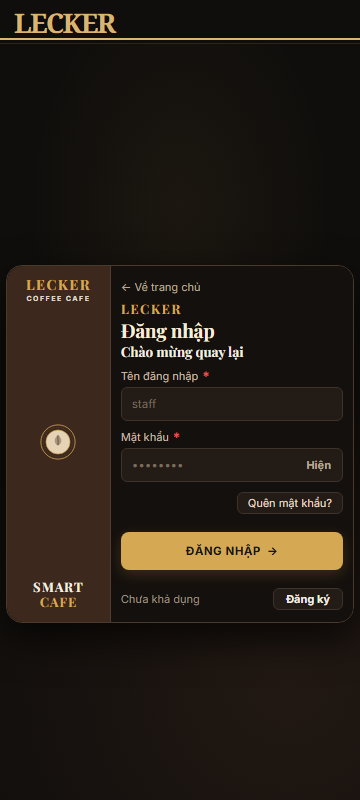 LECKER
LECKER
COFFEE CAFE
SMART
CAFE
← Về trang chủ
LECKER
Đăng nhập
Chào mừng quay lại
Tên đăng nhập *
staff
Mật khẩu *
••••••••
Hiện
Quên mật khẩu?
ĐĂNG NHẬP →
Chưa khả dụng
Đăng ký